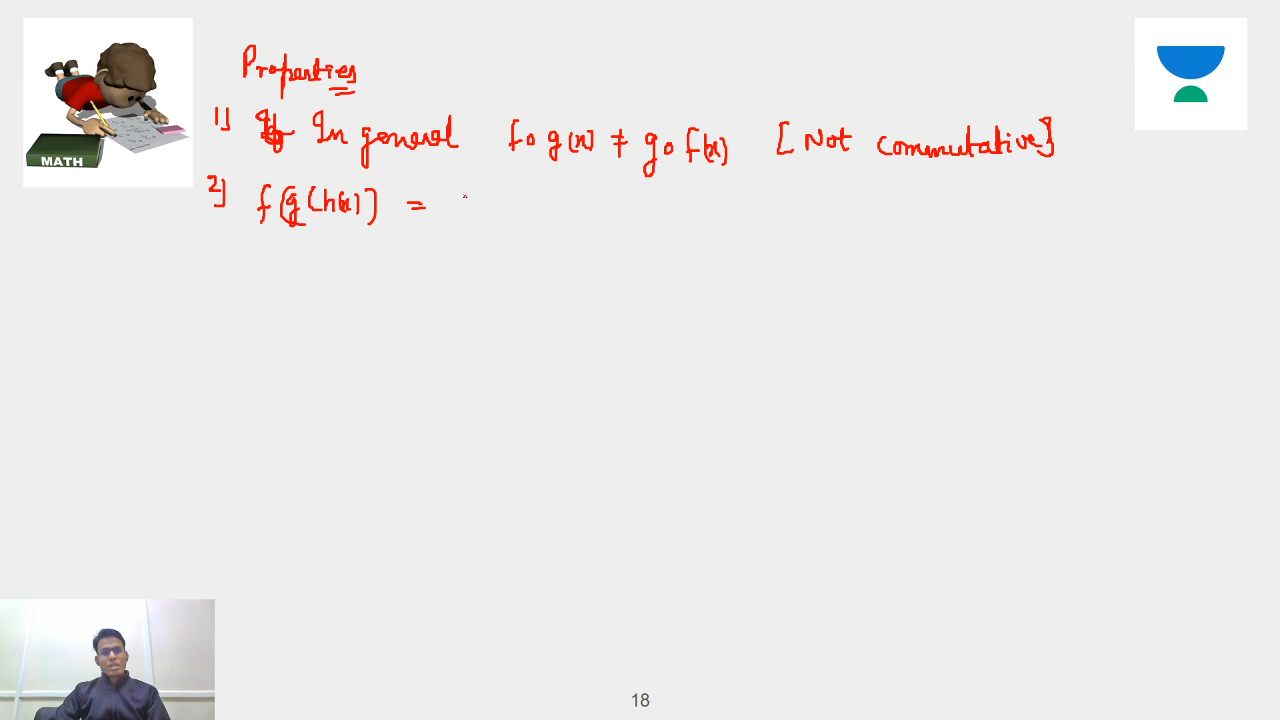 Properties
1] In general fog(x) ≠ gof(x) [Not commutative]
2] f(g(h(x)) =
MATH
18